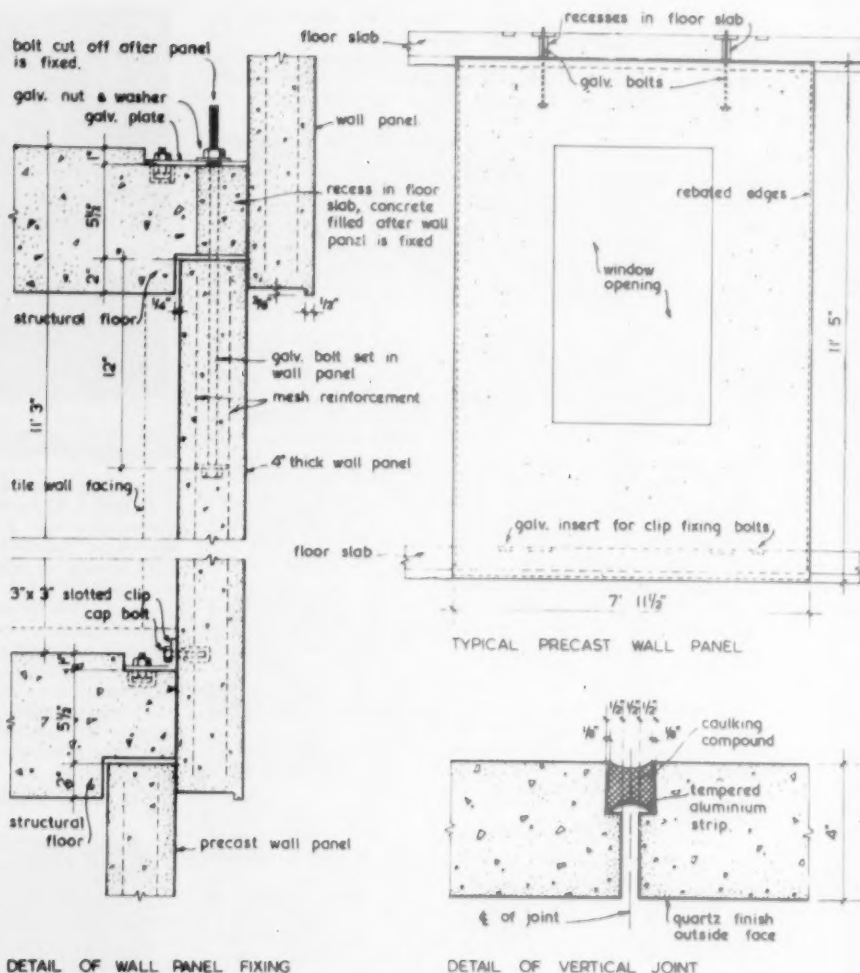 bolt cut off after panel
is fixed.
galv. nut & washer
galv. plate
wall panel
recess in floor
slab, concrete
filled after wall
panel is fixed
1"
5½"
2"
structural floor
¼"
⅜"
½"
12"
galv. bolt set in
wall panel
mesh reinforcement
11' 3"
4" thick wall panel
tile wall facing
3"x 3" slotted clip
cap bolt
1"
5½"
2"
structural
floor
precast wall panel
DETAIL OF WALL PANEL FIXING
floor slab
recesses in floor slab
galv. bolts
rebated edges
window
opening
11' 5"
galv. insert for clip fixing bolts
floor slab
7' 11½"
TYPICAL PRECAST WALL PANEL
½" ½" ½"
⅛"
⅛"
caulking
compound
tempered
aluminium
strip.
4"
℄ of joint
quartz finish
outside face
DETAIL OF VERTICAL JOINT